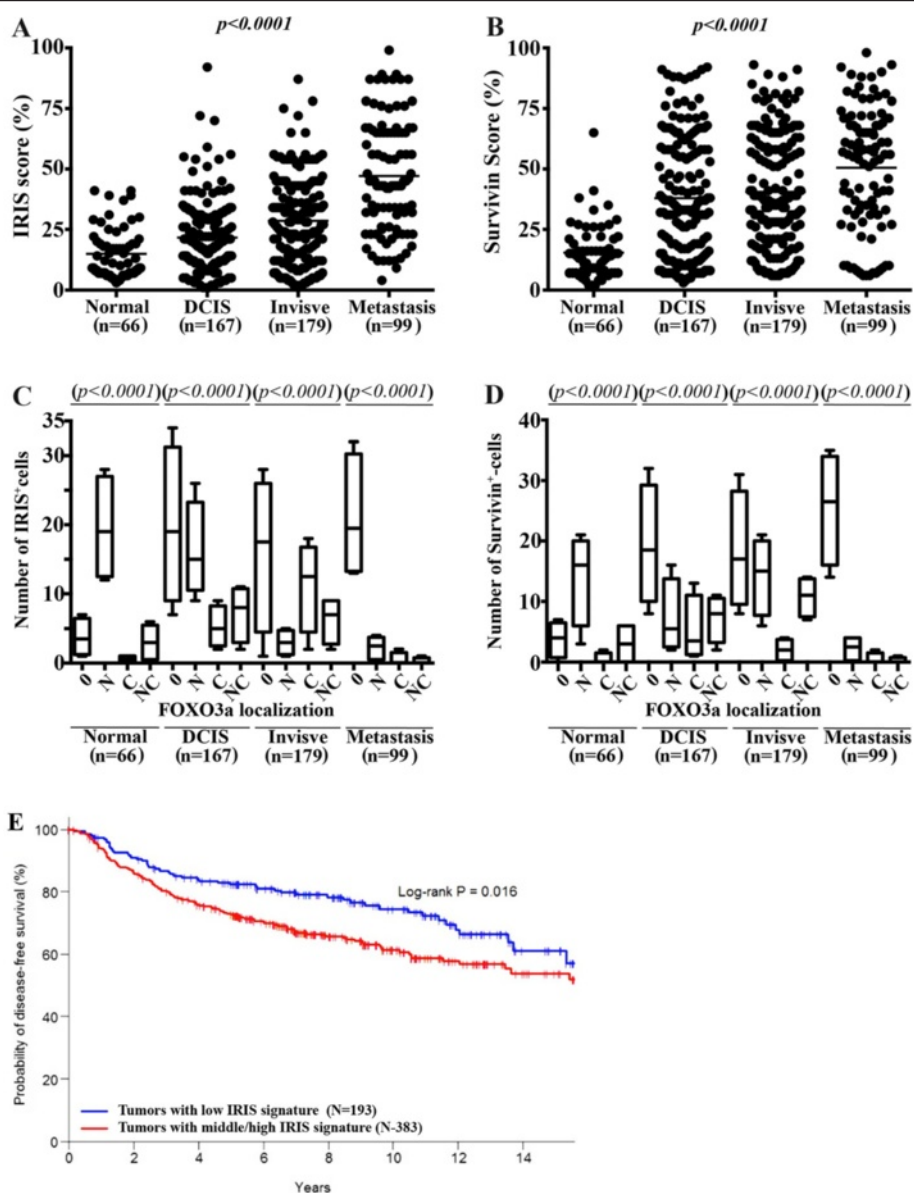 A
p<0.0001
IRIS score (%)
100
75
50
25
0
Normal DCIS Invisve Metastasis
(n=66) (n=167) (n=179) (n=99)
B
p<0.0001
Survivin Score (%)
100
75
50
25
0
Normal DCIS Invisve Metastasis
(n=66) (n=167) (n=179) (n=99)
C
(p<0.0001) (p<0.0001) (p<0.0001) (p<0.0001)
Number of IRIS+cells
35
30
20
10
0
0 N C NC 0 N C NC 0 N C NC 0 N C NC
FOXO3a localization
Normal DCIS Invisve Metastasis
(n=66) (n=167) (n=179) (n=99)
D
(p<0.0001) (p<0.0001) (p<0.0001) (p<0.0001)
Number of Survivin+-cells
40
30
20
10
0
0 N C NC 0 N C NC 0 N C NC 0 N C NC
FOXO3a localization
Normal DCIS Invisve Metastasis
(n=66) (n=167) (n=179) (n=99)
E
Probability of disease-free survival (%)
100
80
60
40
20
0
Log-rank P = 0.016
Tumors with low IRIS signature (N=193)
Tumors with middle/high IRIS signature (N-383)
0 2 4 6 8 10 12 14
Years